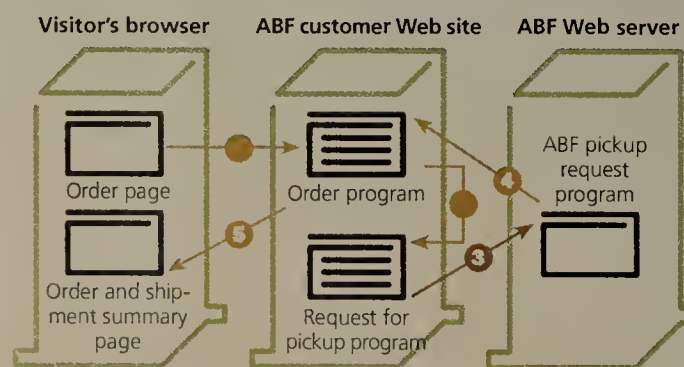 Visitor's browser
ABF customer Web site
ABF Web server
Order page
Order program
ABF pickup
request
program
4
5
3
Order and ship-
ment summary
page
Request for
pickup program